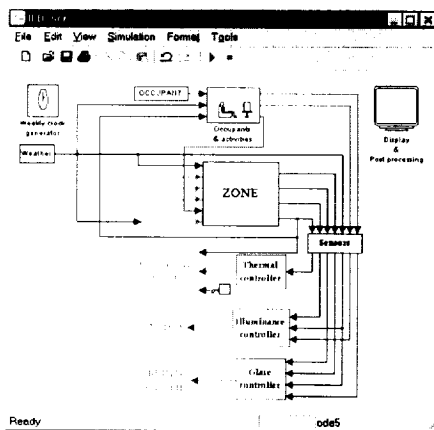 File Edit View Simulation Format Tools
OCCUPANT
Weekly clock
generator
Occupants
& activities
Display
&
Post processing
Weather
ZONE
Sensors
Thermal
controller
Illuminance
controller
Glare
controller
Ready
ode5